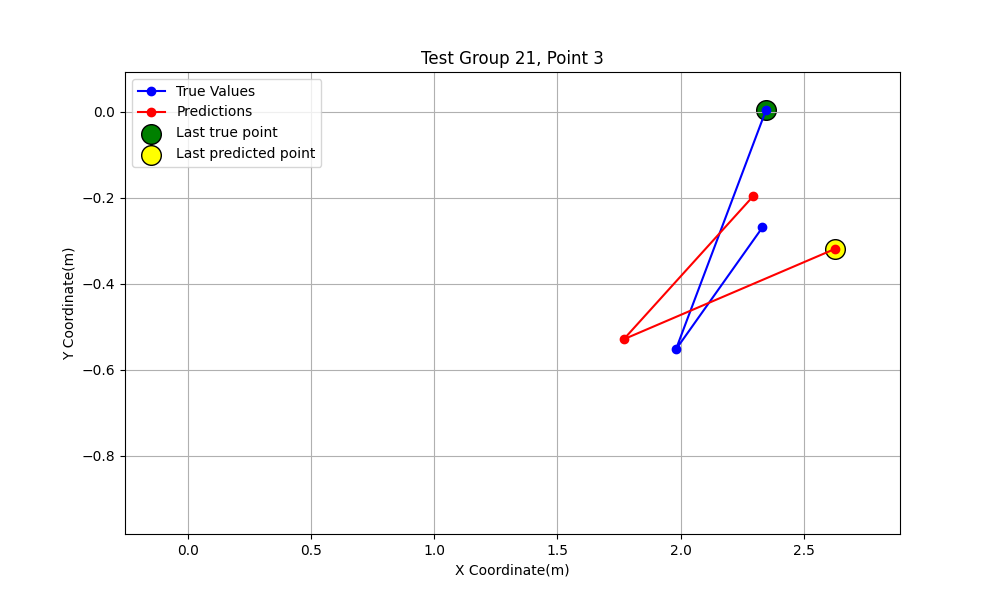 Test Group 21, Point 3
True Values
Predictions
Last true point
Last predicted point
0.0
−0.2
−0.4
−0.6
−0.8
Y Coordinate(m)
0.0 0.5 1.0 1.5 2.0 2.5
X Coordinate(m)